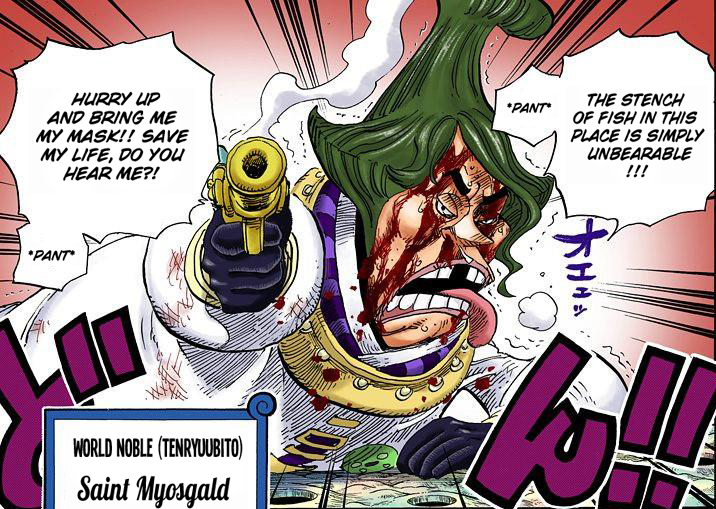 HURRY UP
AND BRING ME
MY MASK!! SAVE
MY LIFE, DO YOU
HEAR ME?!
*PANT*
*PANT*
THE STENCH
OF FISH IN THIS
PLACE IS SIMPLY
UNBEARABLE
!!!
オエェッ
ど
ん!!
WORLD NOBLE (TENRYUUBITO)
Saint Myosgald